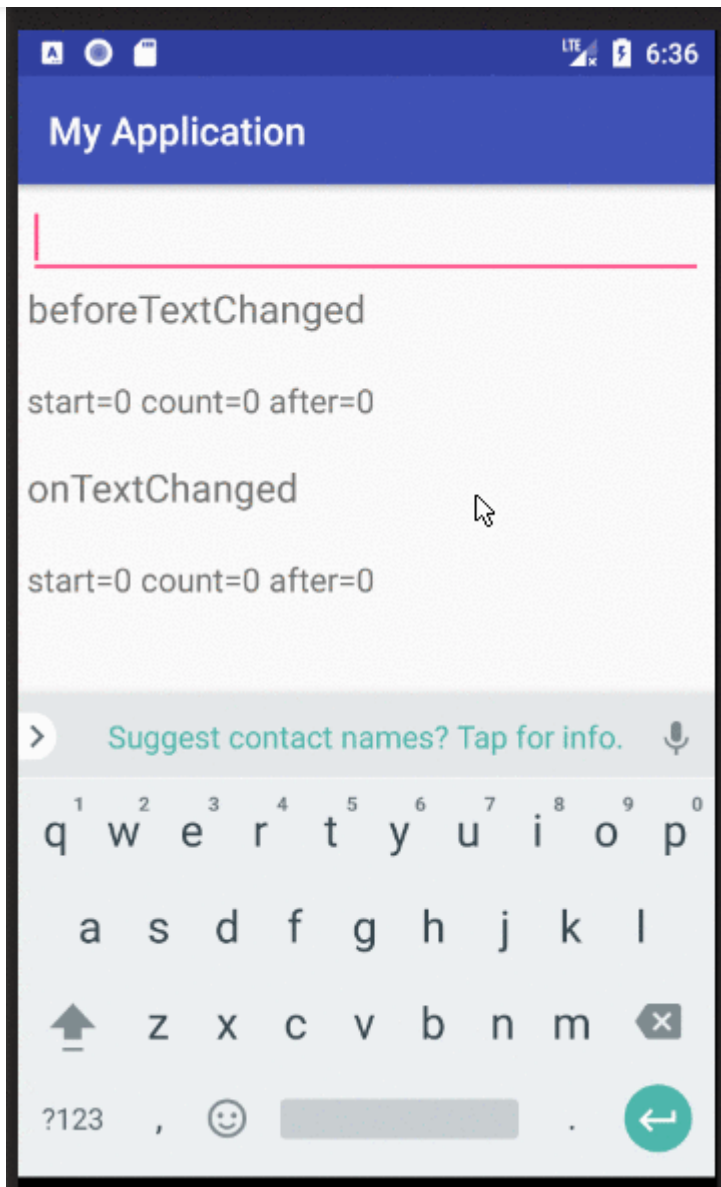 LTE 6:36
My Application
beforeTextChanged
start=0 count=0 after=0
onTextChanged
start=0 count=0 after=0
Suggest contact names? Tap for info.
1 2 3 4 5 6 7 8 9 0
q w e r t y u i o p
a s d f g h j k l
z x c v b n m
?123 , .